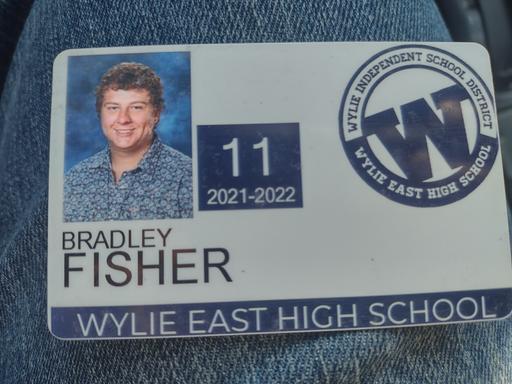 WYLIE INDEPENDENT SCHOOL DISTRICT
W
WYLIE EAST HIGH SCHOOL
11
2021-2022
BRADLEY
FISHER
WYLIE EAST HIGH SCHOOL